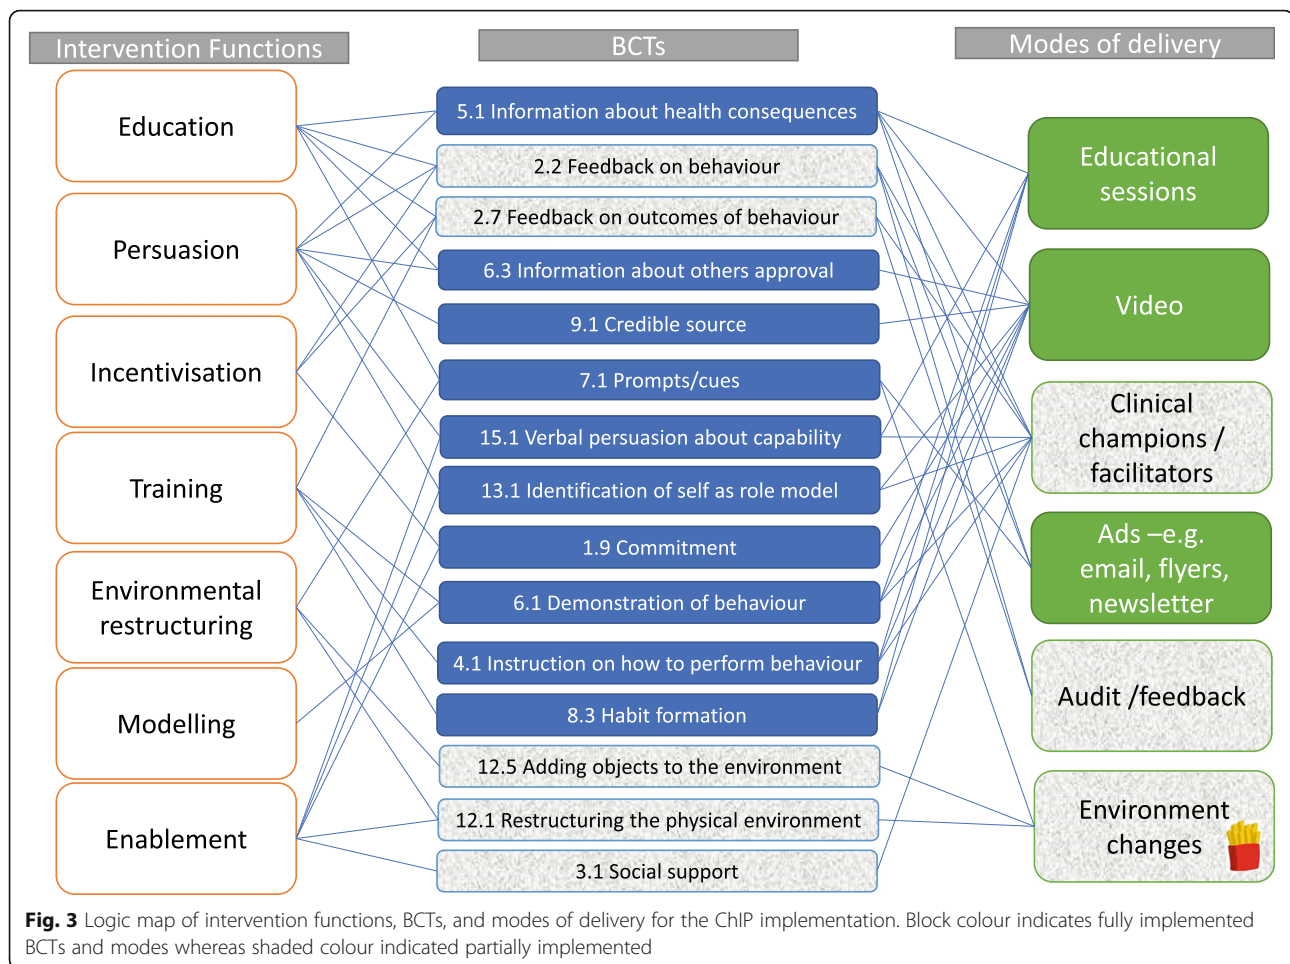 Intervention Functions
BCTs
Modes of delivery
Education
Persuasion
Incentivisation
Training
Environmental
restructuring
Modelling
Enablement
5.1 Information about health consequences
2.2 Feedback on behaviour
2.7 Feedback on outcomes of behaviour
6.3 Information about others approval
9.1 Credible source
7.1 Prompts/cues
15.1 Verbal persuasion about capability
13.1 Identification of self as role model
1.9 Commitment
6.1 Demonstration of behaviour
4.1 Instruction on how to perform behaviour
8.3 Habit formation
12.5 Adding objects to the environment
12.1 Restructuring the physical environment
3.1 Social support
Educational
sessions
Video
Clinical
champions /
facilitators
Ads –e.g.
email, flyers,
newsletter
Audit /feedback
Environment
changes
Fig. 3 Logic map of intervention functions, BCTs, and modes of delivery for the ChIP implementation. Block colour indicates fully implemented
BCTs and modes whereas shaded colour indicated partially implemented